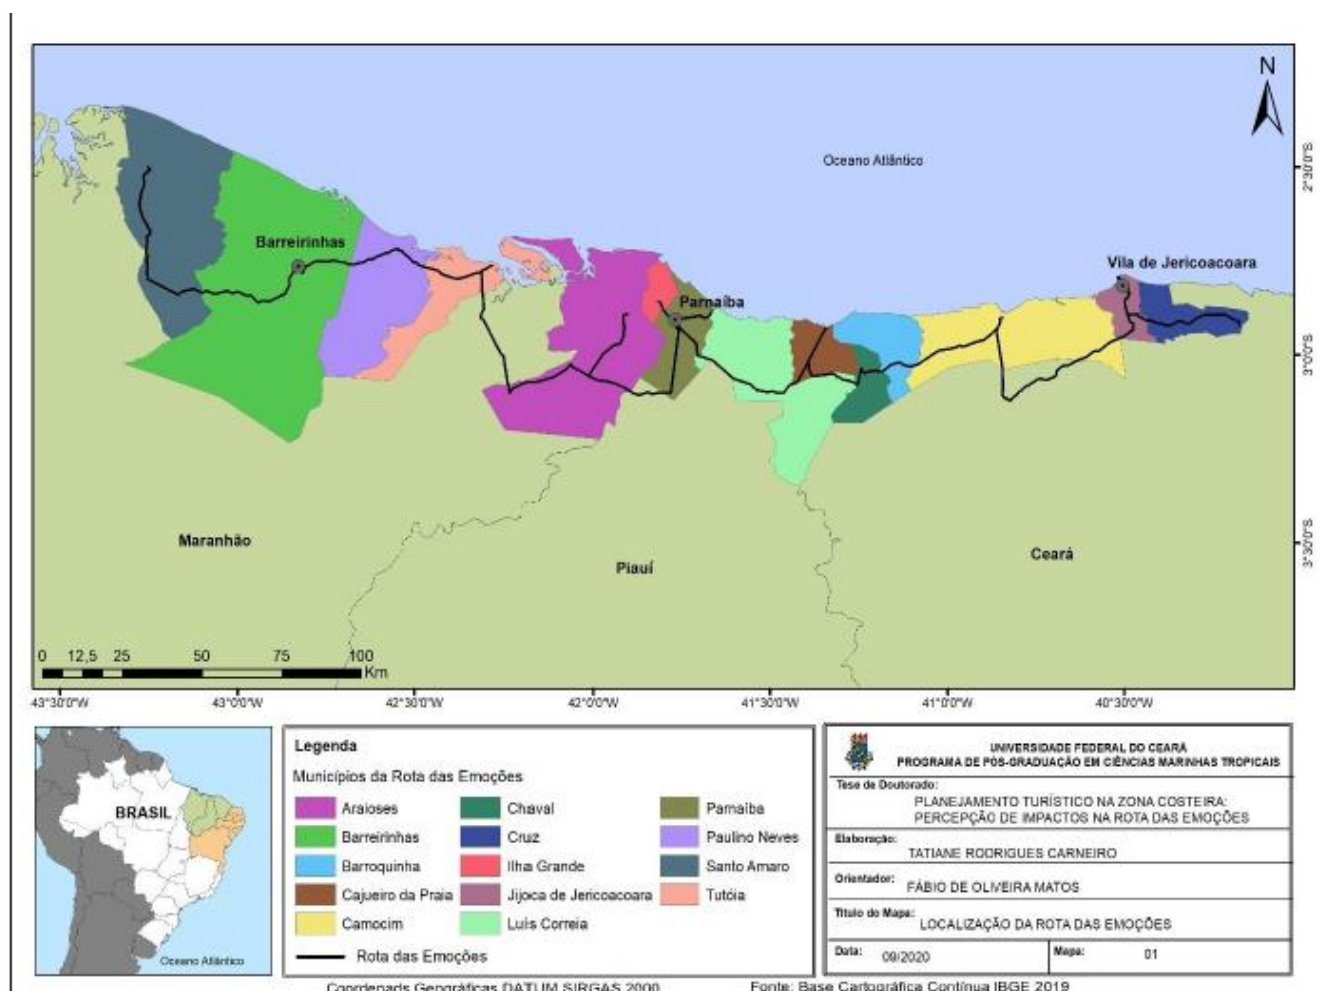 N
Oceano Atlântico
2°30'0"S
Barreirinhas
Vila de Jericoacoara
Parnaíba
3°0'0"S
Maranhão
Piauí
Ceará
3°30'0"S
0 12,5 25 50 75 100
Km
43°30'0"W 43°0'0"W 42°30'0"W 42°0'0"W 41°30'0"W 41°0'0"W 40°30'0"W
BRASIL
Oceano Atlântico
Legenda
Municípios da Rota das Emoções
Araioses Chaval Parnaíba
Barreirinhas Cruz Paulino Neves
Barroquinha Ilha Grande Santo Amaro
Cajueiro da Praia Jijoca de Jericoacoara Tutóia
Camocim Luís Correia
Rota das Emoções
UNIVERSIDADE FEDERAL DO CEARÁ
PROGRAMA DE PÓS-GRADUAÇÃO EM CIÊNCIAS MARINHAS TROPICAIS
Tese de Doutorado:
PLANEJAMENTO TURÍSTICO NA ZONA COSTEIRA:
PERCEPÇÃO DE IMPACTOS NA ROTA DAS EMOÇÕES
Elaboração:
TATIANE RODRIGUES CARNEIRO
Orientador: FÁBIO DE OLIVEIRA MATOS
Título do Mapa:
LOCALIZAÇÃO DA ROTA DAS EMOÇÕES
Data: 09/2020 Mapa: 01
Coordenads Geográficas DATUM SIRGAS 2000 Fonte: Base Cartográfica Contínua IBGE 2019